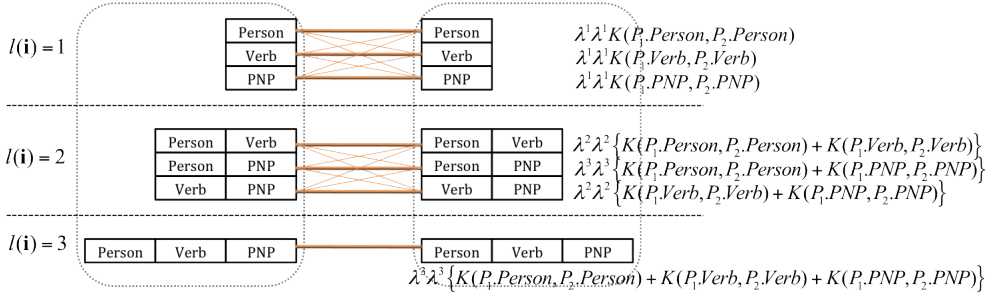 l(i) = 1
Person Person λ¹λ¹K(P₁.Person, P₂.Person)
Verb Verb λ¹λ¹K(P₁.Verb, P₂.Verb)
PNP PNP λ¹λ¹K(P₁.PNP, P₂.PNP)
l(i) = 2
Person Verb Person Verb λ²λ²{K(P₁.Person, P₂.Person) + K(P₁.Verb, P₂.Verb)}
Person PNP Person PNP λ³λ³{K(P₁.Person, P₂.Person) + K(P₁.PNP, P₂.PNP)}
Verb PNP Verb PNP λ²λ²{K(P₁.Verb, P₂.Verb) + K(P₁.PNP, P₂.PNP)}
l(i) = 3
Person Verb PNP Person Verb PNP
λ³λ³{K(P₁.Person, P₂.Person) + K(P₁.Verb, P₂.Verb) + K(P₁.PNP, P₂.PNP)}